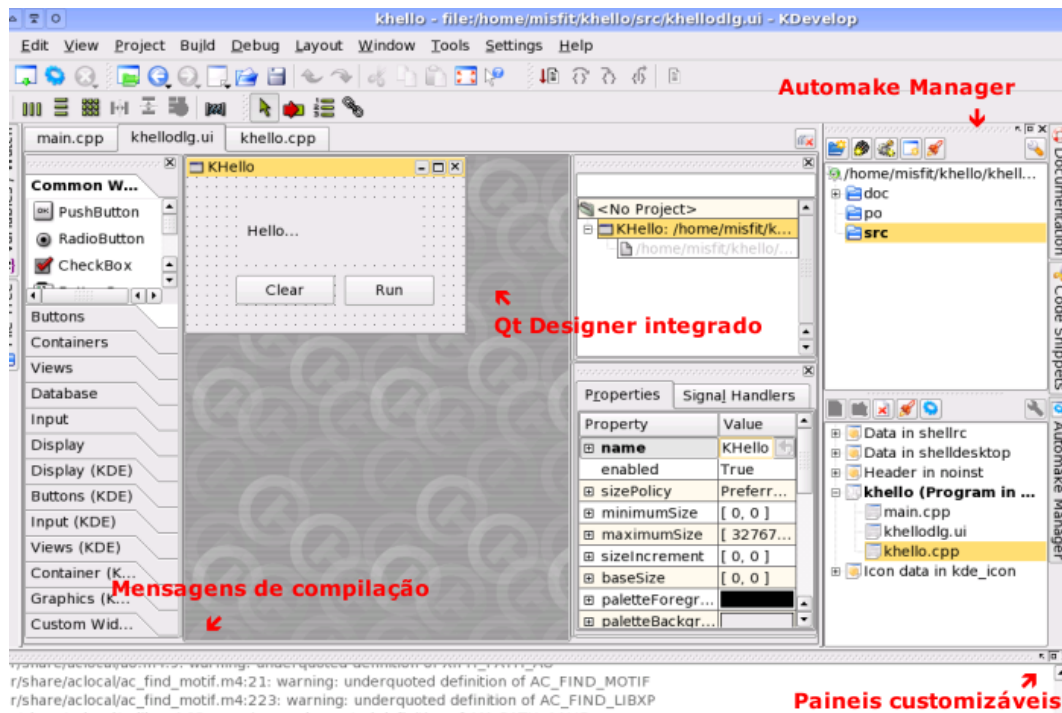 khello - file:/home/misfit/khello/src/khellodlg.ui - KDevelop
Edit View Project Build Debug Layout Window Tools Settings Help
Automake Manager
main.cpp khellodlg.ui khello.cpp
Common W...
PushButton
RadioButton
CheckBox
Buttons
Containers
Views
Database
Input
Display
Display (KDE)
Buttons (KDE)
Input (KDE)
Views (KDE)
Container (K...
Graphics (K...
Custom Wid...
KHello
Hello...
Clear Run
Qt Designer integrado
Mensagens de compilação
<No Project>
KHello: /home/misfit/k...
/home/misfit/khello/...
Properties Signal Handlers
Property Value
name KHello
enabled True
sizePolicy Preferr...
minimumSize [ 0, 0 ]
maximumSize [ 32767...
sizeIncrement [ 0, 0 ]
baseSize [ 0, 0 ]
paletteForegr...
paletteBackgr...
/home/misfit/khello/khell...
doc
po
src
Data in shellrc
Data in shelldesktop
Header in noinst
khello (Program in ...
main.cpp
khellodlg.ui
khello.cpp
Icon data in kde_icon
Documentation
Code Snippets
Automake Manager
r/share/aclocal/ac_find_motif.m4:21: warning: underquoted definition of AC_FIND_MOTIF
r/share/aclocal/ac_find_motif.m4:223: warning: underquoted definition of AC_FIND_LIBXP
Paineis customizáveis